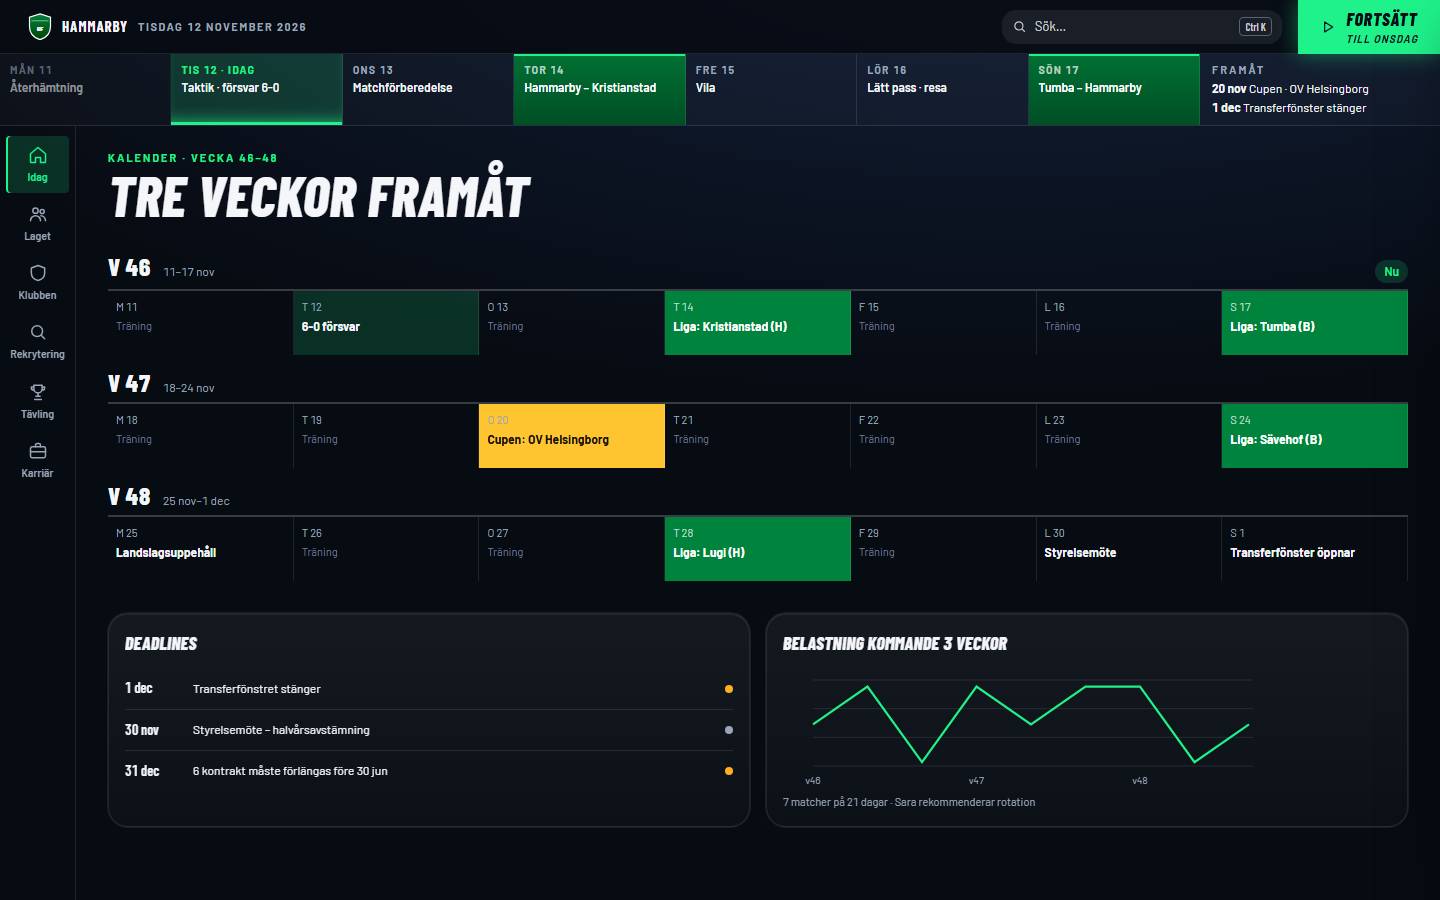 HAMMARBY TISDAG 12 NOVEMBER 2026
Sök... Ctrl K
FORTSÄTT
TILL ONSDAG
MÅN 11
Återhämtning
TIS 12 · IDAG
Taktik · försvar 6-0
ONS 13
Matchförberedelse
TOR 14
Hammarby – Kristianstad
FRE 15
Vila
LÖR 16
Lätt pass · resa
SÖN 17
Tumba – Hammarby
FRAMÅT
20 nov Cupen · OV Helsingborg
1 dec Transferfönster stänger
Idag
Laget
Klubben
Rekrytering
Tävling
Karriär
KALENDER · VECKA 46–48
TRE VECKOR FRAMÅT
V 46 11–17 nov
Nu
M 11
Träning
T 12
6-0 försvar
O 13
Träning
T 14
Liga: Kristianstad (H)
F 15
Träning
L 16
Träning
S 17
Liga: Tumba (B)
V 47 18–24 nov
M 18
Träning
T 19
Träning
O 20
Cupen: OV Helsingborg
T 21
Träning
F 22
Träning
L 23
Träning
S 24
Liga: Sävehof (B)
V 48 25 nov–1 dec
M 25
Landslagsuppehåll
T 26
Träning
O 27
Träning
T 28
Liga: Lugi (H)
F 29
Träning
L 30
Styrelsemöte
S 1
Transferfönster öppnar
DEADLINES
1 dec Transferfönstret stänger
30 nov Styrelsemöte – halvårsavstämning
31 dec 6 kontrakt måste förlängas före 30 jun
BELASTNING KOMMANDE 3 VECKOR
v46 v47 v48
7 matcher på 21 dagar · Sara rekommenderar rotation